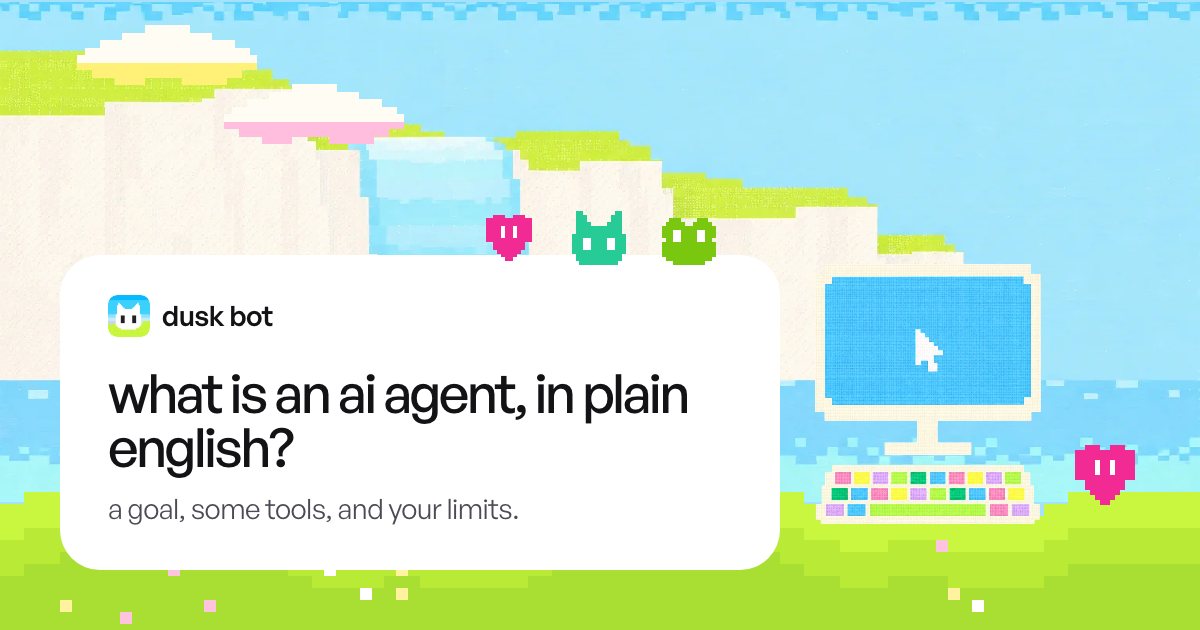 dusk bot
what is an ai agent, in plain
english?
a goal, some tools, and your limits.